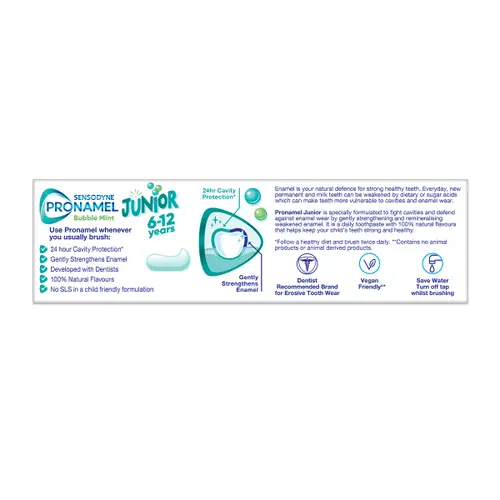 SENSODYNE
PRONAMEL
Bubble Mint
JUNIOR
6-12
years
Use Pronamel whenever
you usually brush:
24 hour Cavity Protection*
Gently Strengthens Enamel
Developed with Dentists
100% Natural Flavours
No SLS in a child friendly formulation
24hr Cavity
Protection*
Gently
Strengthens
Enamel
Enamel is your natural defence for strong healthy teeth. Everyday, new
permanent and milk teeth can be weakened by dietary or sugar acids
which can make teeth more vulnerable to cavities and enamel wear.
Pronamel Junior is specially formulated to fight cavities and defend
against enamel wear by gently strengthening and remineralising
weakened enamel. It is a daily toothpaste with 100% natural flavours
that helps keep your child's teeth strong and healthy.
*Follow a healthy diet and brush twice daily. **Contains no animal
products or animal derived products.
Dentist
Recommended Brand
for Erosive Tooth Wear
Vegan
Friendly**
Save Water
Turn off tap
whilst brushing